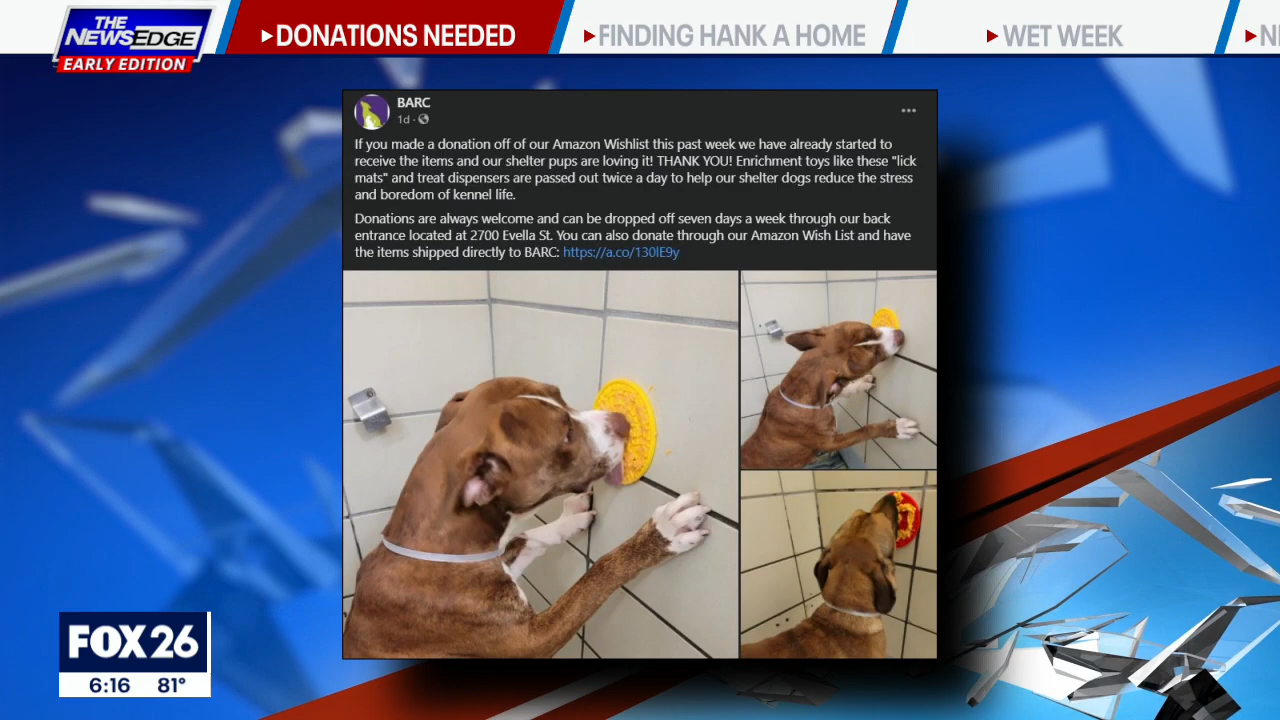 THE
NEWSEDGE
EARLY EDITION
DONATIONS NEEDED
FINDING HANK A HOME
WET WEEK
BARC
1d ·
If you made a donation off of our Amazon Wishlist this past week we have already started to
receive the items and our shelter pups are loving it! THANK YOU! Enrichment toys like these "lick
mats" and treat dispensers are passed out twice a day to help our shelter dogs reduce the stress
and boredom of kennel life.
Donations are always welcome and can be dropped off seven days a week through our back
entrance located at 2700 Evella St. You can also donate through our Amazon Wish List and have
the items shipped directly to BARC: https://a.co/130lE9y
FOX 26
6:16 81°